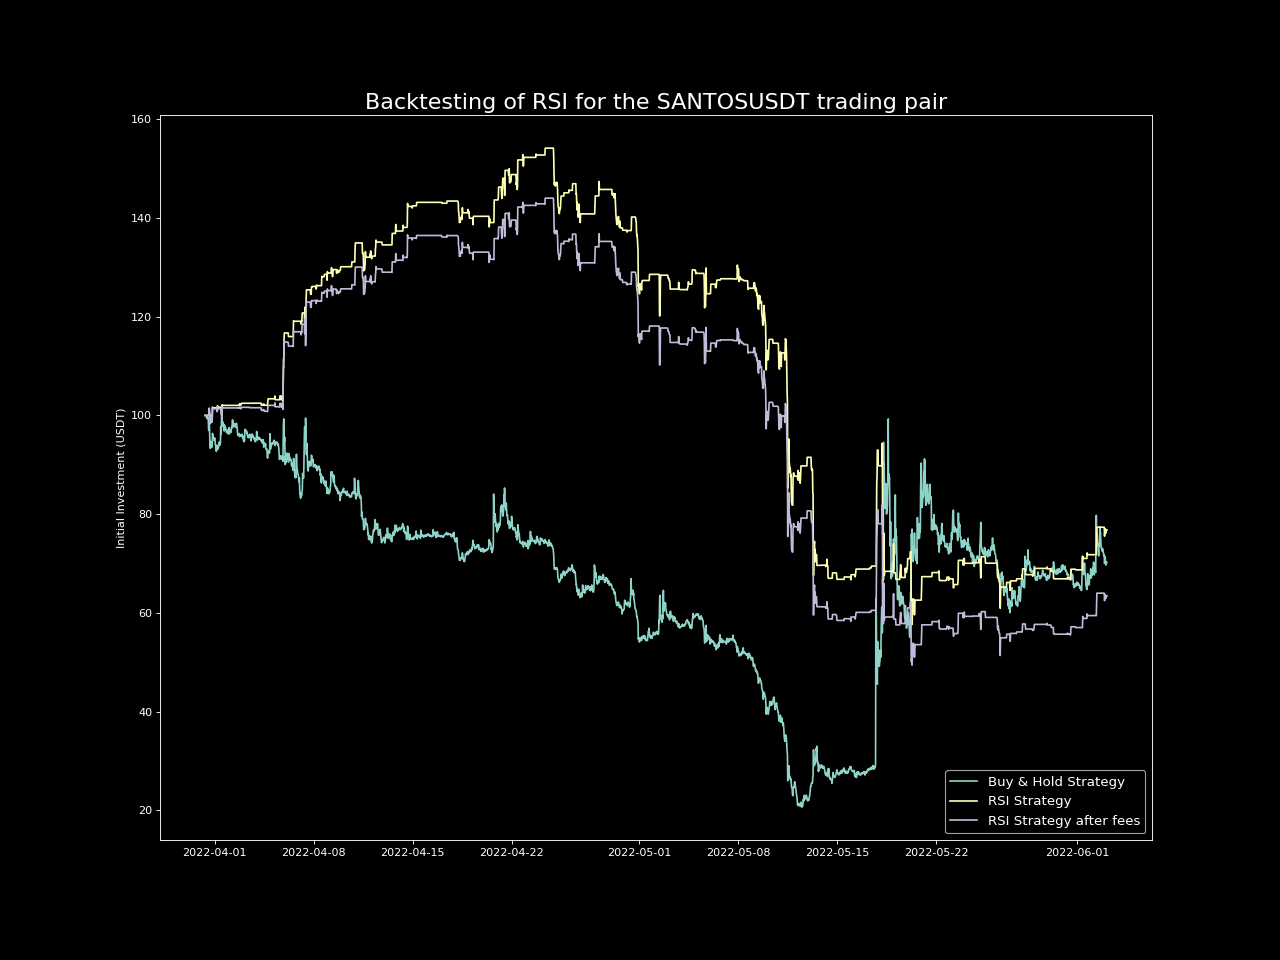 Backtesting of RSI for the SANTOSUSDT trading pair
160
140
120
100
80
60
40
20
Initial Investment (USDT)
2022-04-01 2022-04-08 2022-04-15 2022-04-22 2022-05-01 2022-05-08 2022-05-15 2022-05-22 2022-06-01
Buy & Hold Strategy
RSI Strategy
RSI Strategy after fees